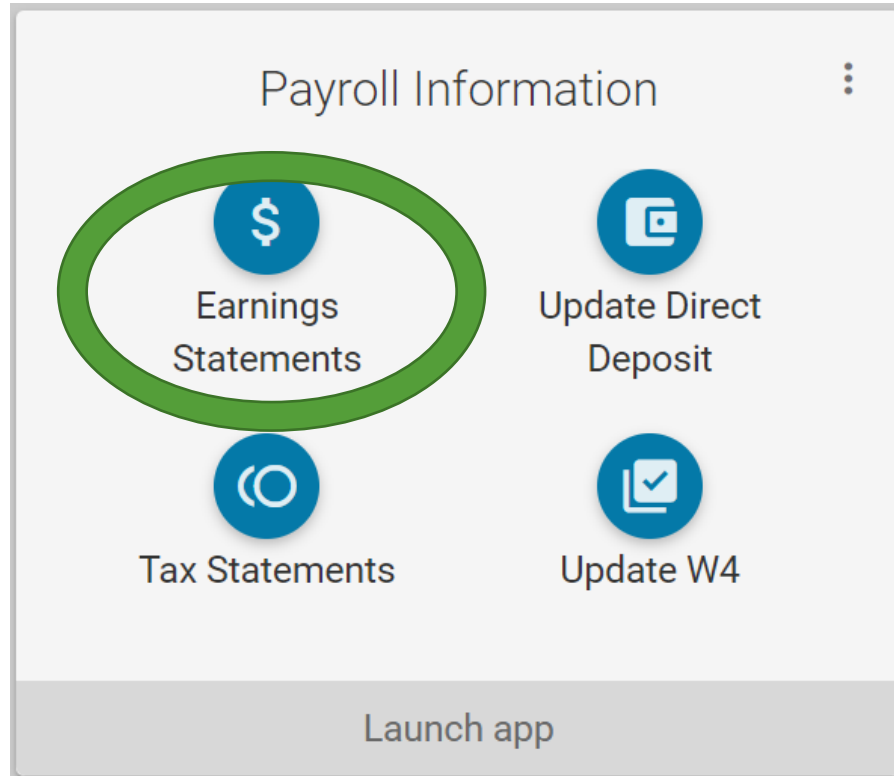 Payroll Information
$
Earnings
Statements
Update Direct
Deposit
Tax Statements
Update W4
Launch app